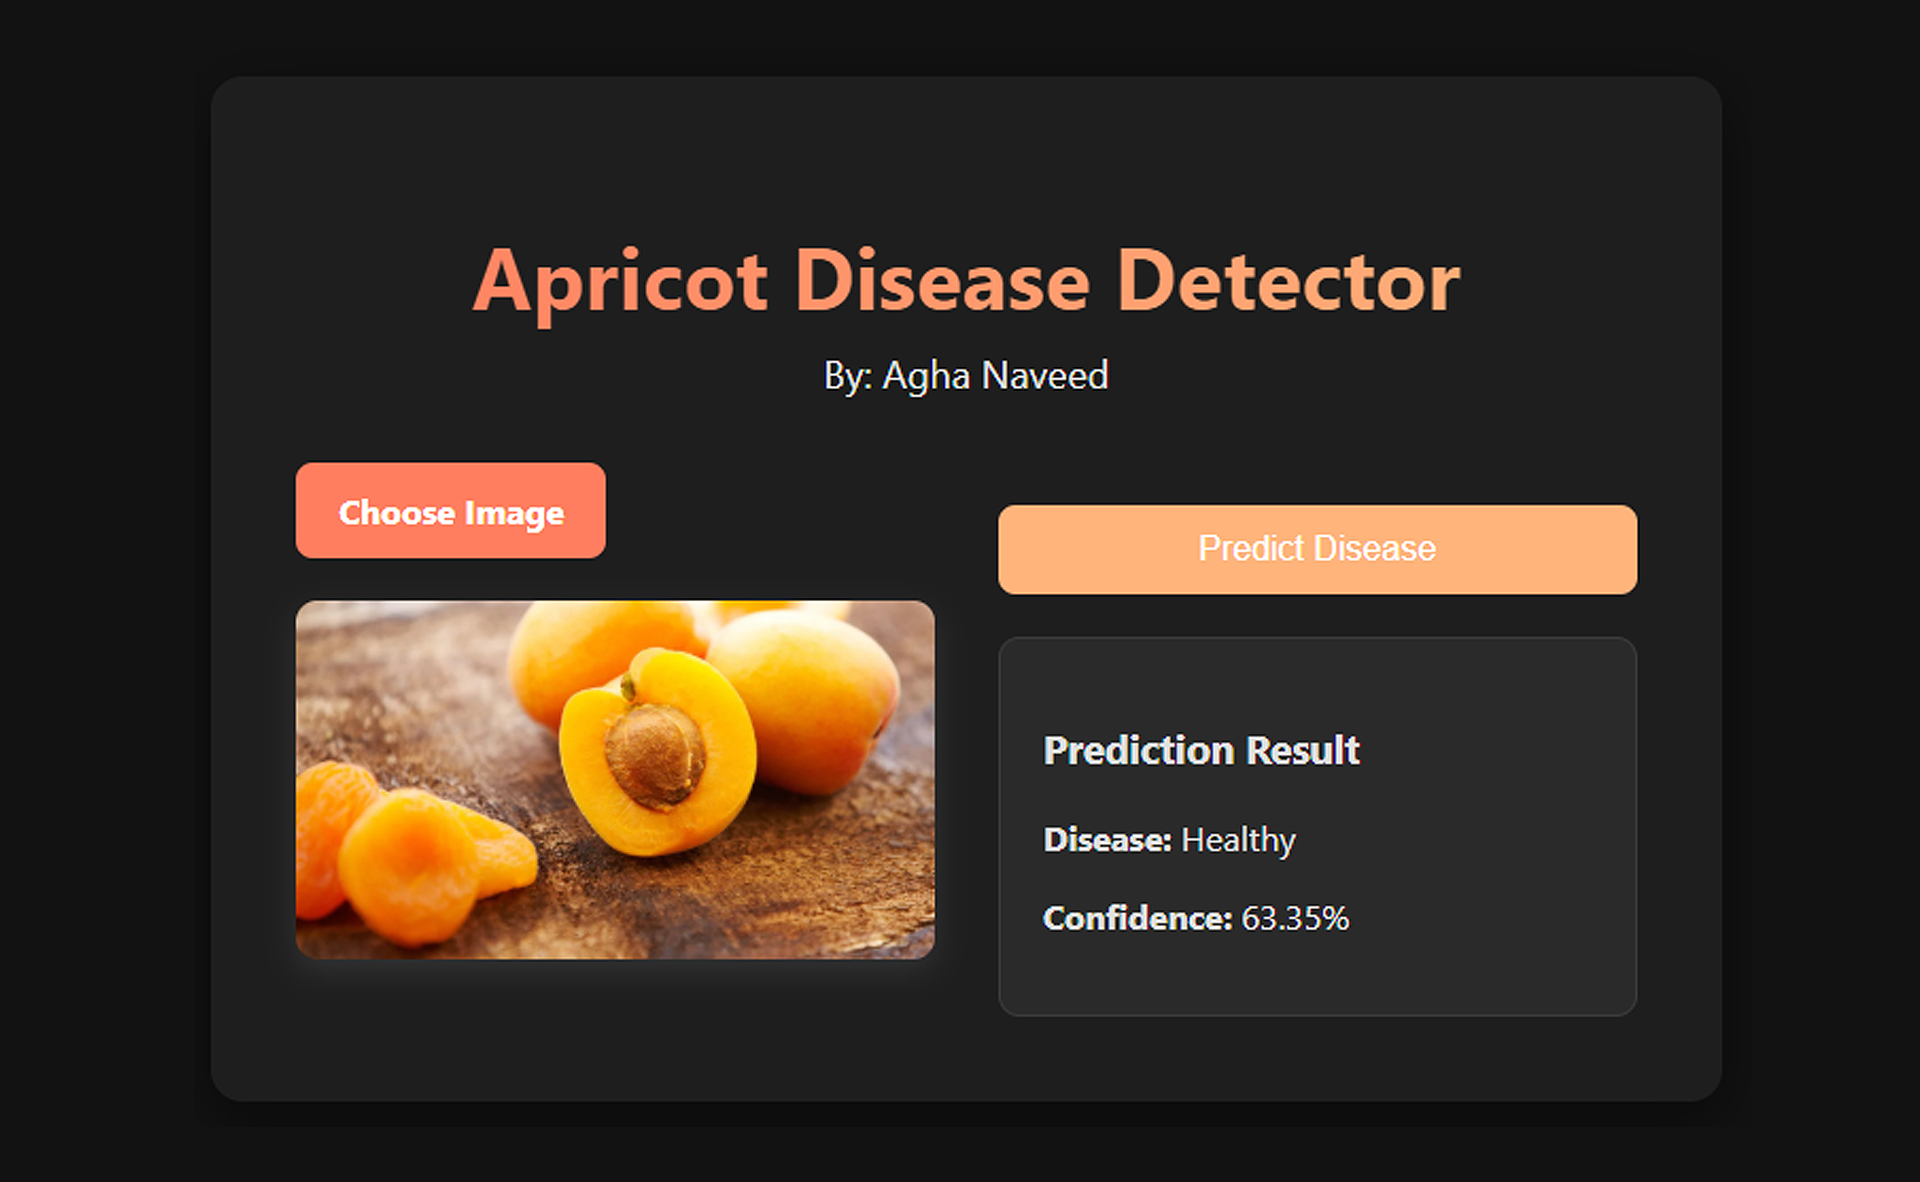 Apricot Disease Detector
By: Agha Naveed
Choose Image
Predict Disease
Prediction Result
Disease: Healthy
Confidence: 63.35%